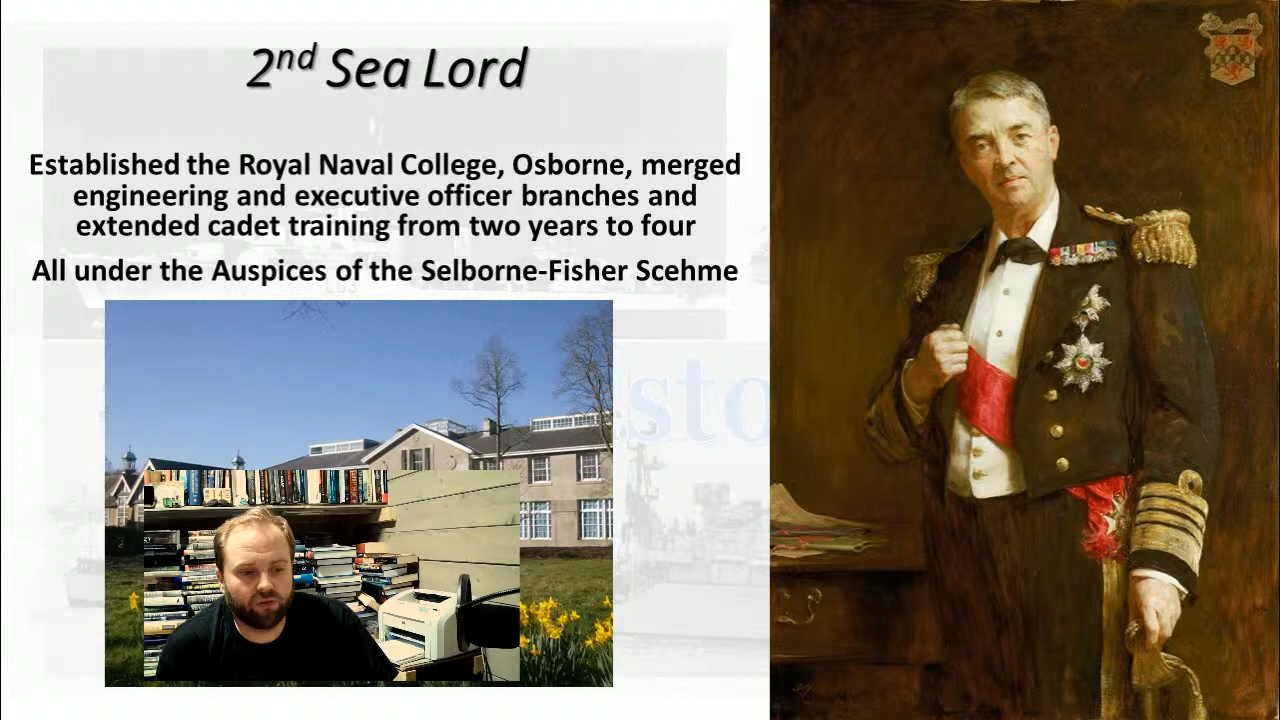 2nd Sea Lord
Established the Royal Naval College, Osborne, merged
engineering and executive officer branches and
extended cadet training from two years to four
All under the Auspices of the Selborne-Fisher Scehme
sto